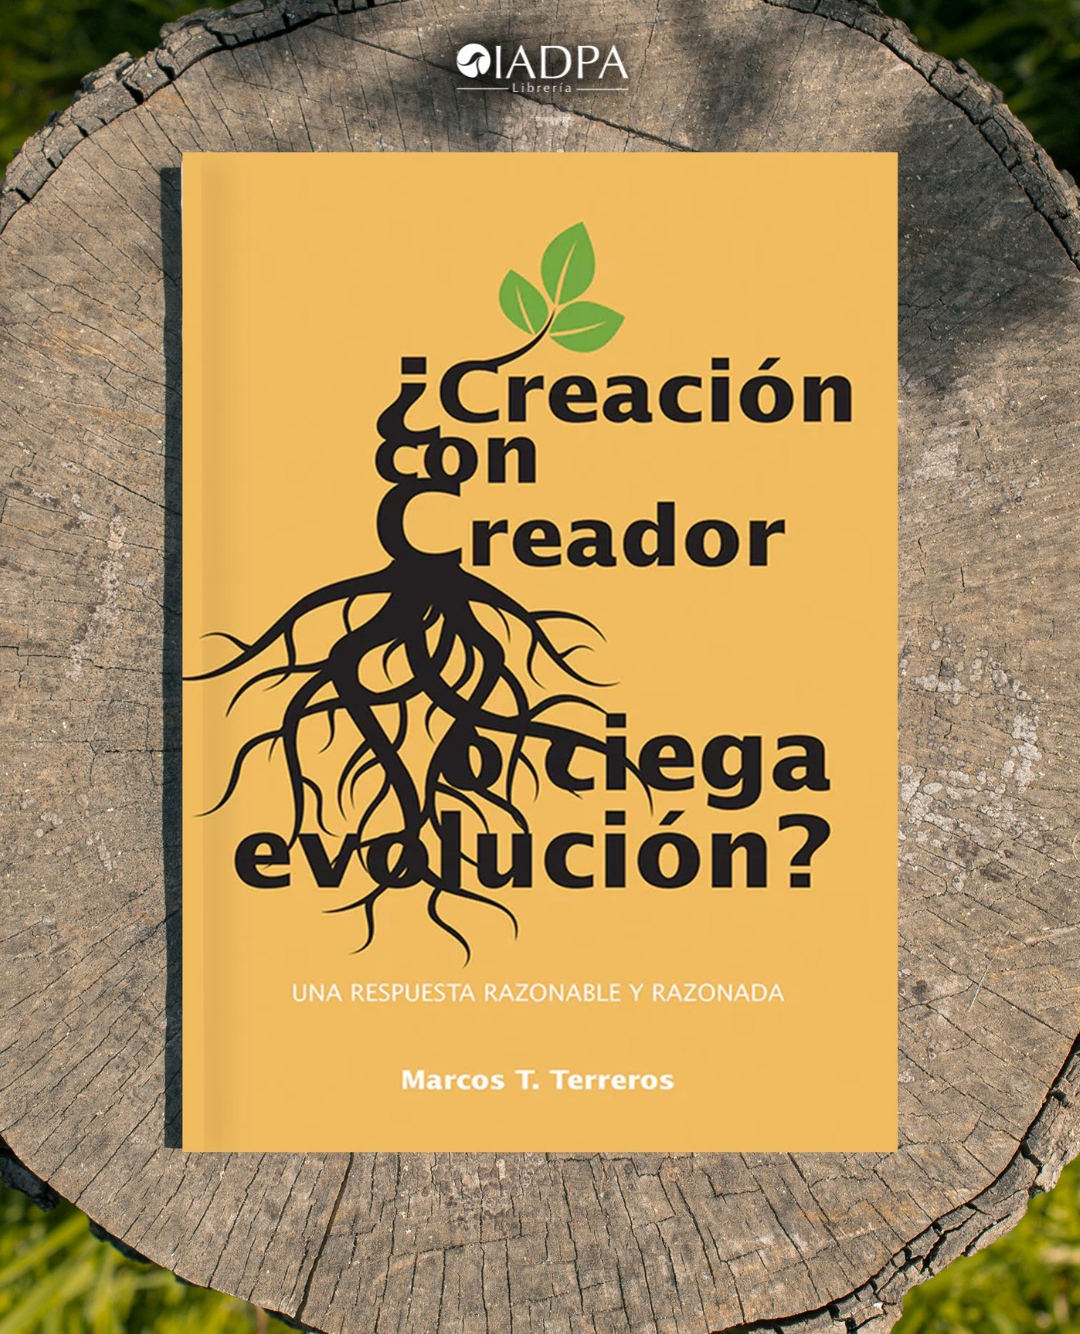 IADPA
Librería
¿Creación
con
Creador
o ciega
evolución?
UNA RESPUESTA RAZONABLE Y RAZONADA
Marcos T. Terreros